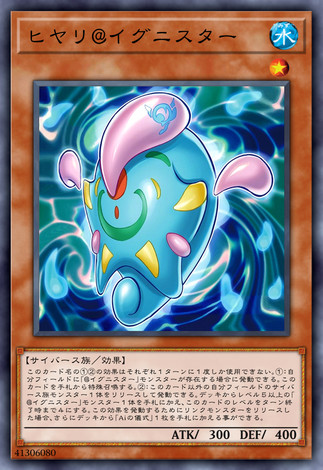 ヒヤリ@イグニスター
水
【サイバース族／効果】
このカード名の①②の効果はそれぞれ１ターンに１度しか使用できない。①：自
分フィールドに「@イグニスター」モンスターが存在する場合に発動できる。この
カードを手札から特殊召喚する。②：このカード以外の自分フィールドのサイバ
ース族モンスター１体をリリースして発動できる。デッキからレベル５以上の
「@イグニスター」モンスター１体を手札に加え、このカードのレベルをターン終
了時まで４にする。この効果を発動するためにリンクモンスターをリリースし
た場合、さらにデッキから「Aiの儀式」１枚を手札に加える事ができる。
ATK/ 300 DEF/ 400
41306080